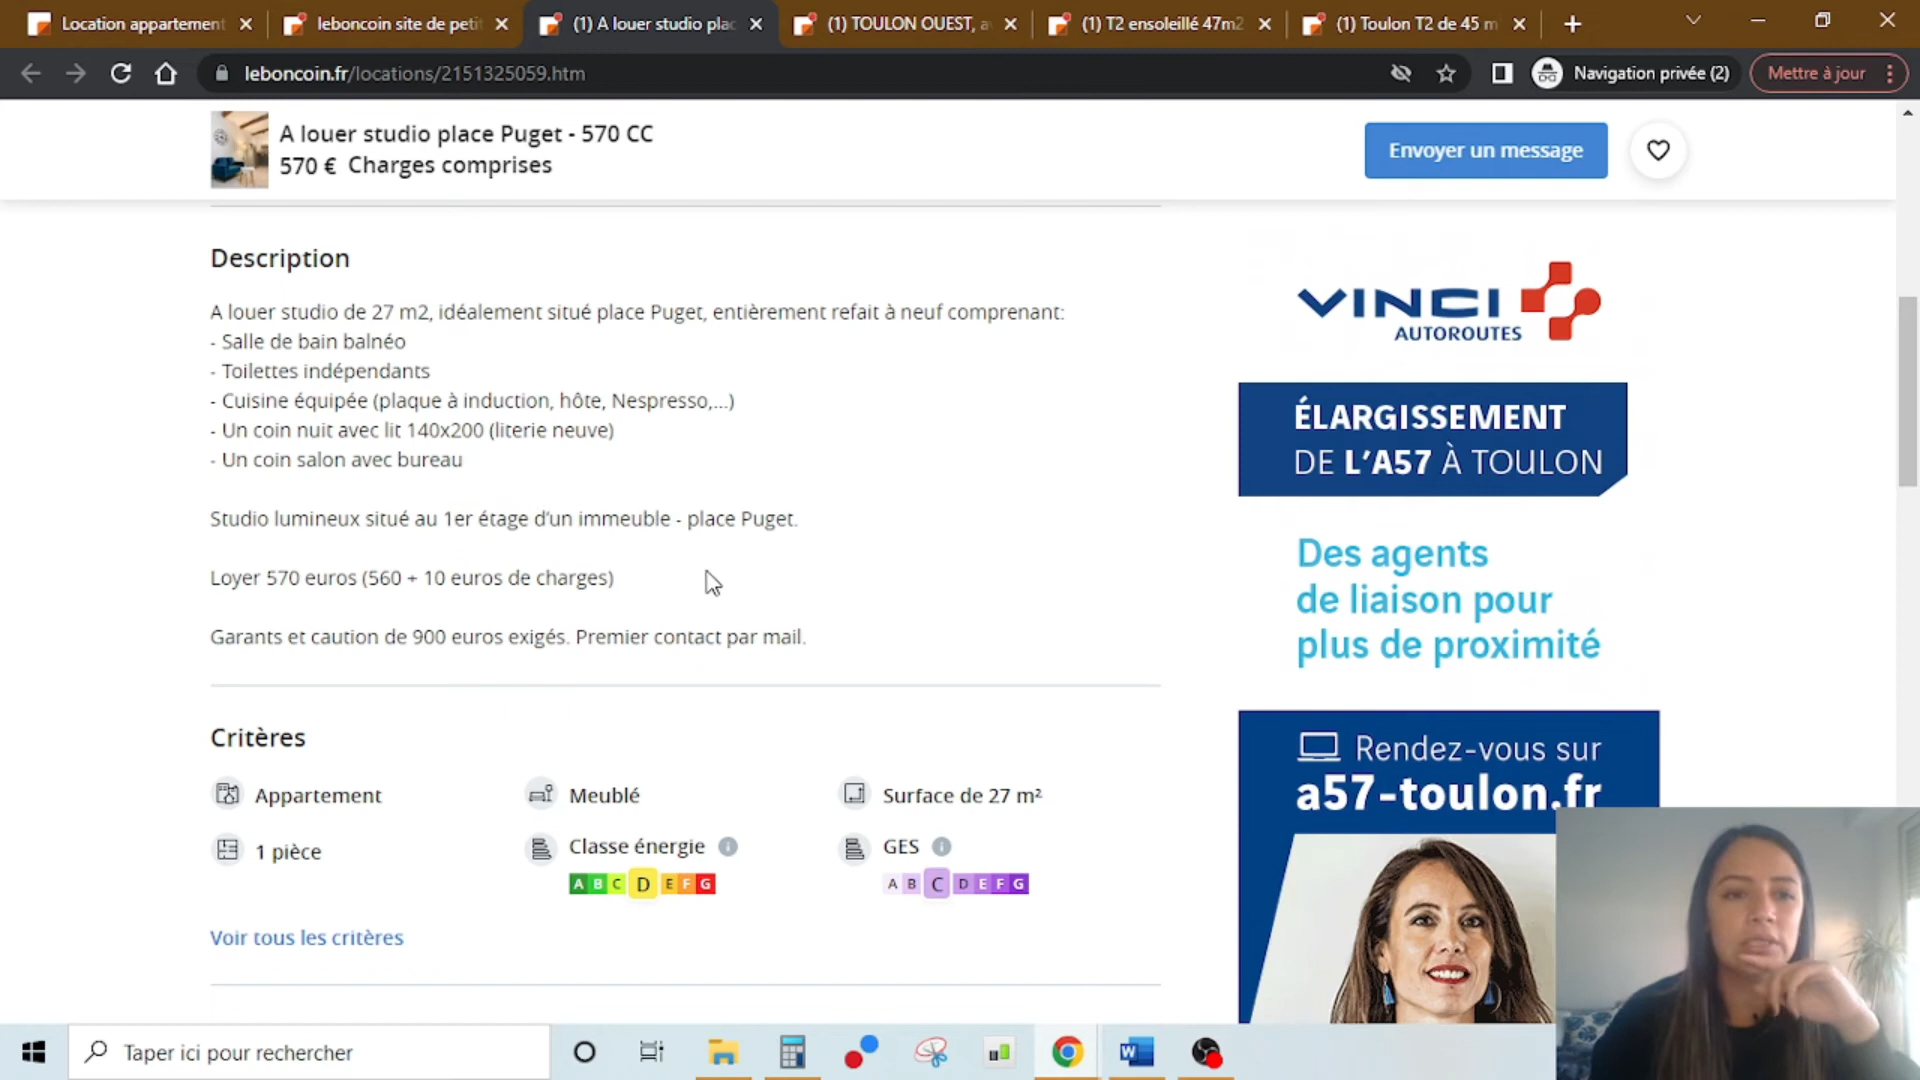 Location appartement
leboncoin site de petit
(1) A louer studio plac
(1) TOULON OUEST, a
(1) T2 ensoleillé 47m2
(1) Toulon T2 de 45 m
leboncoin.fr/locations/2151325059.htm
Navigation privée (2)
Mettre à jour
A louer studio place Puget - 570 CC
570 € Charges comprises
Envoyer un message
Description
A louer studio de 27 m2, idéalement situé place Puget, entièrement refait à neuf comprenant:
- Salle de bain balnéo
- Toilettes indépendants
- Cuisine équipée (plaque à induction, hôte, Nespresso,...)
- Un coin nuit avec lit 140x200 (literie neuve)
- Un coin salon avec bureau
Studio lumineux situé au 1er étage d'un immeuble - place Puget.
Loyer 570 euros (560 + 10 euros de charges)
Garants et caution de 900 euros exigés. Premier contact par mail.
Critères
Appartement
Meublé
Surface de 27 m²
1 pièce
Classe énergie
A B C D E F G
GES
A B C D E F G
Voir tous les critères
VINCI
AUTOROUTES
ÉLARGISSEMENT
DE L'A57 À TOULON
Des agents
de liaison pour
plus de proximité
Rendez-vous sur
a57-toulon.fr
Taper ici pour rechercher